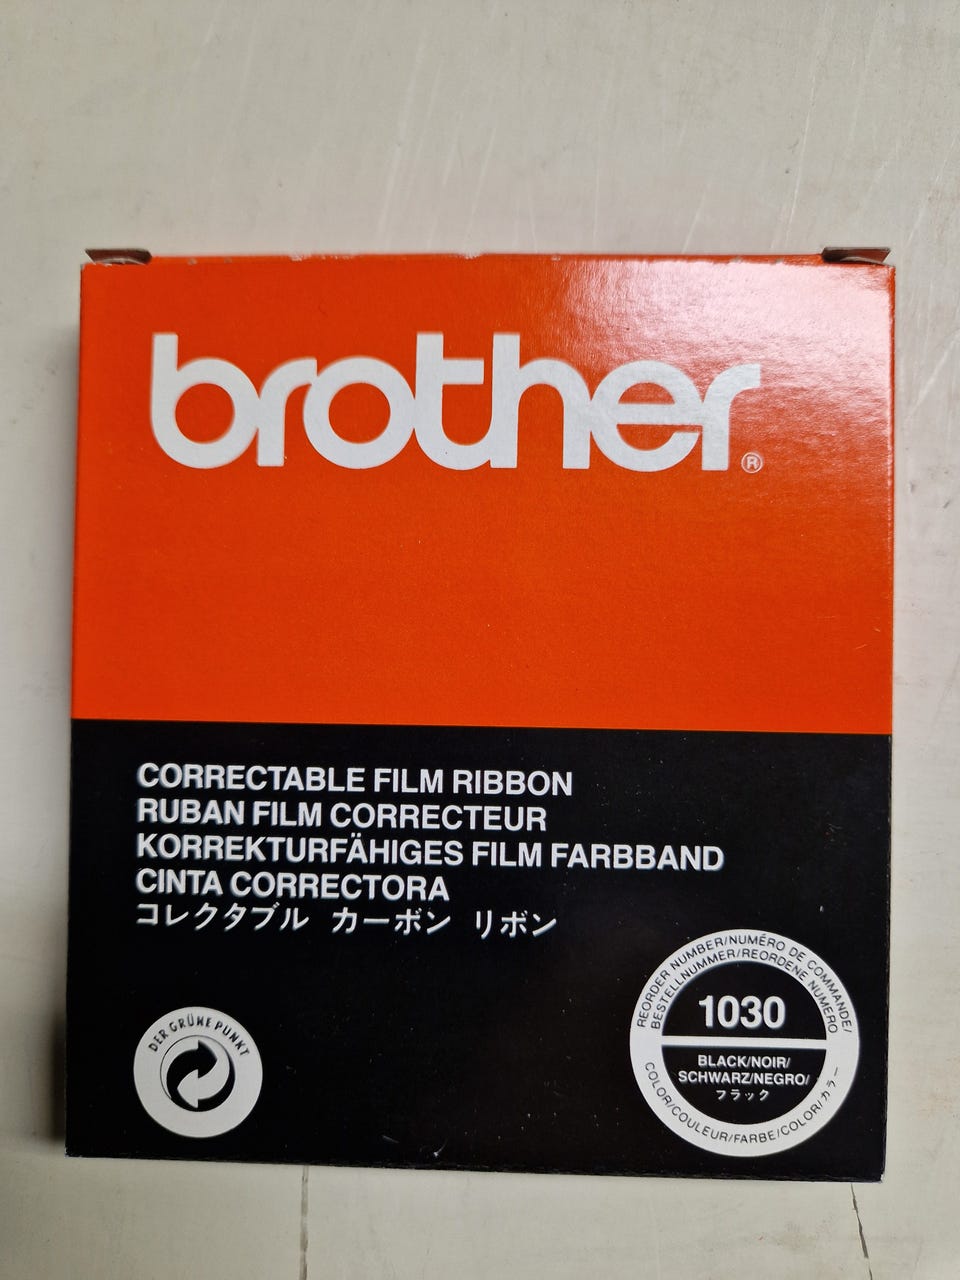 brother®
CORRECTABLE FILM RIBBON
RUBAN FILM CORRECTEUR
KORREKTURFÄHIGES FILM FARBBAND
CINTA CORRECTORA
コレクタブル カーボン リボン
DER GRÜNE PUNKT
REORDER NUMBER/NUMÉRO DE COMMANDE/
BESTELLNUMMER/REORDENE NUMERO
1030
BLACK/NOIR/
SCHWARZ/NEGRO/
フラック
COLOR/COULEUR/FARBE/COLOR/カラー